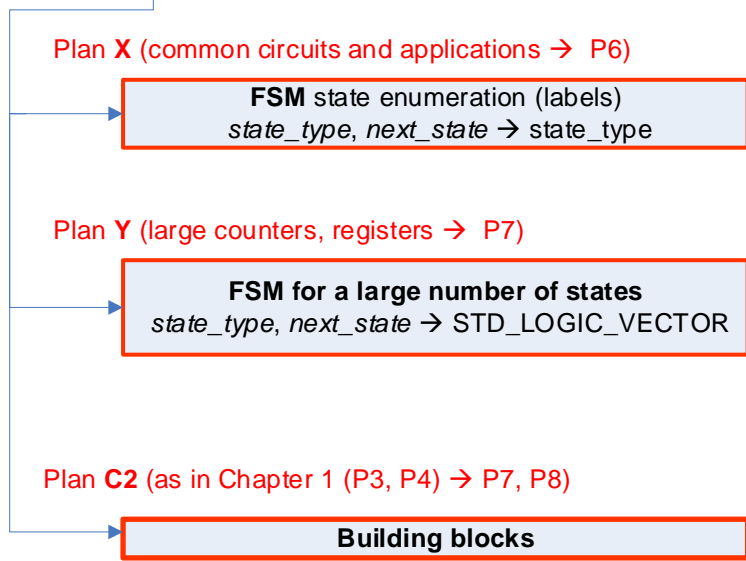 Plan X (common circuits and applications → P6)
FSM state enumeration (labels)
state_type, next_state → state_type
Plan Y (large counters, registers → P7)
FSM for a large number of states
state_type, next_state → STD_LOGIC_VECTOR
Plan C2 (as in Chapter 1 (P3, P4) → P7, P8)
Building blocks